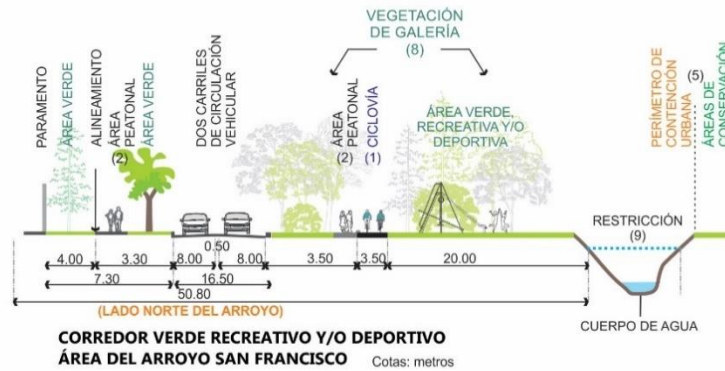 VEGETACIÓN
DE GALERÍA
(8)
PARAMENTO
ÁREA VERDE
ALINEAMIENTO
ÁREA
PEATONAL
(2)
ÁREA VERDE
DOS CARRILES
DE CIRCULACIÓN
VEHICULAR
ÁREA
PEATONAL
(2)
CICLOVÍA
(1)
ÁREA VERDE,
RECREATIVA Y/O
DEPORTIVA
PERÍMETRO DE
CONTENCIÓN
URBANA
(5)
ÁREAS DE
CONSERVACIÓN
RESTRICCIÓN
(9)
0.50
4.00
3.30
8.00
8.00
3.50
3.50
20.00
7.30
16.50
50.80
(LADO NORTE DEL ARROYO)
CUERPO DE AGUA
CORREDOR VERDE RECREATIVO Y/O DEPORTIVO
ÁREA DEL ARROYO SAN FRANCISCO Cotas: metros